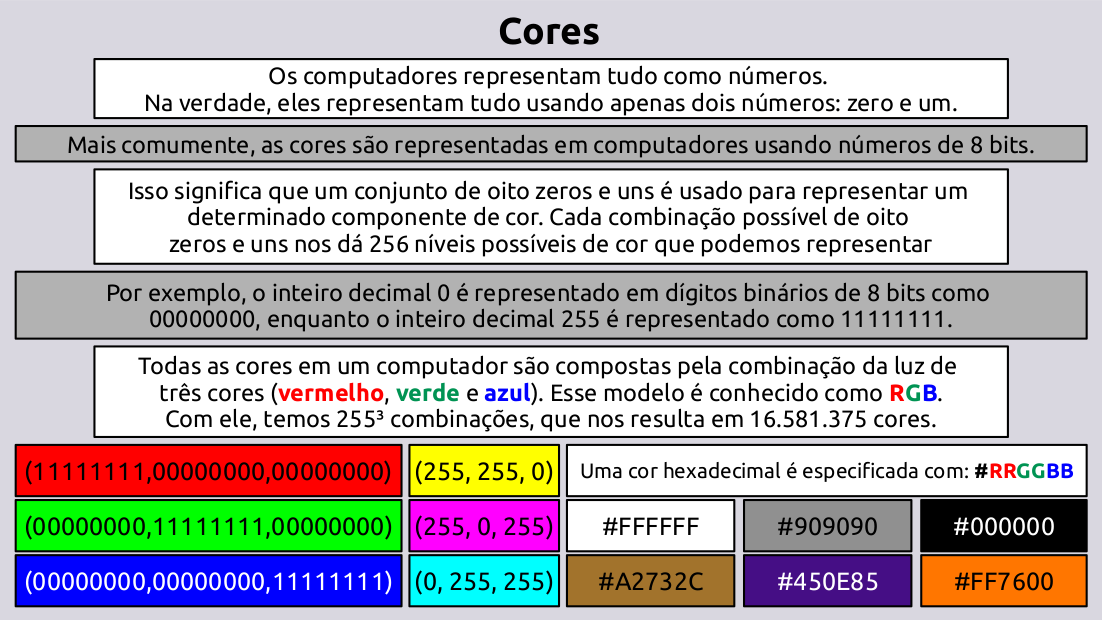 Cores
Os computadores representam tudo como números.
Na verdade, eles representam tudo usando apenas dois números: zero e um.
Mais comumente, as cores são representadas em computadores usando números de 8 bits.
Isso significa que um conjunto de oito zeros e uns é usado para representar um
determinado componente de cor. Cada combinação possível de oito
zeros e uns nos dá 256 níveis possíveis de cor que podemos representar
Por exemplo, o inteiro decimal 0 é representado em dígitos binários de 8 bits como
00000000, enquanto o inteiro decimal 255 é representado como 11111111.
Todas as cores em um computador são compostas pela combinação da luz de
três cores (vermelho, verde e azul). Esse modelo é conhecido como RGB.
Com ele, temos 255³ combinações, que nos resulta em 16.581.375 cores.
(11111111,00000000,00000000)
(255, 255, 0)
Uma cor hexadecimal é especificada com: #RRGGBB
(00000000,11111111,00000000)
(255, 0, 255)
#FFFFFF
#909090
#000000
(00000000,00000000,11111111)
(0, 255, 255)
#A2732C
#450E85
#FF7600